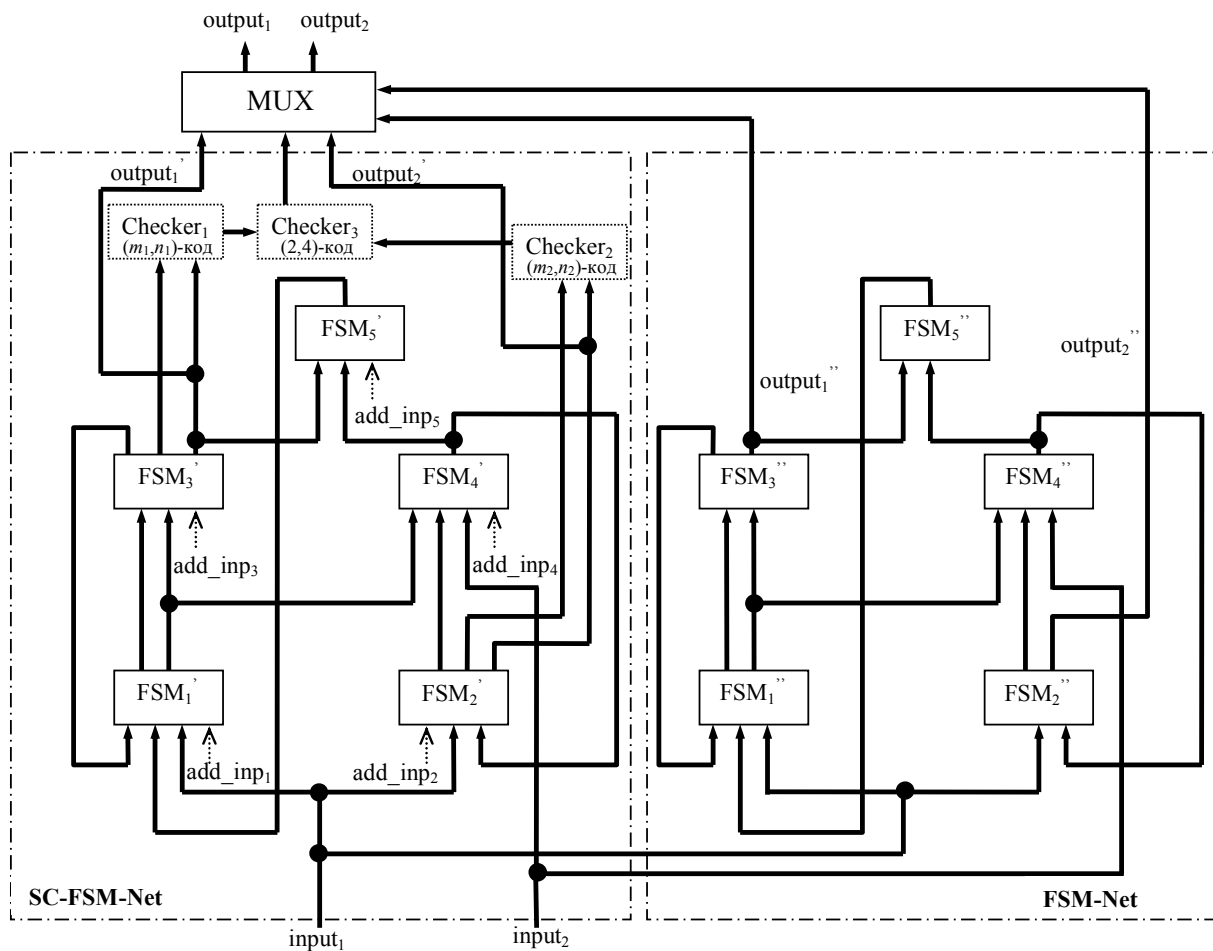 output₁ output₂
MUX
output₁’ output₂’
Checker₁
(m₁,n₁)-код
Checker₃
(2,4)-код
Checker₂
(m₂,n₂)-код
FSM₅’
FSM₅’’
output₁’’
output₂’’
add_inp₅
FSM₃’
FSM₄’
FSM₃’’
FSM₄’’
add_inp₃
add_inp₄
FSM₁’
FSM₂’
FSM₁’’
FSM₂’’
add_inp₁
add_inp₂
SC-FSM-Net
FSM-Net
input₁
input₂